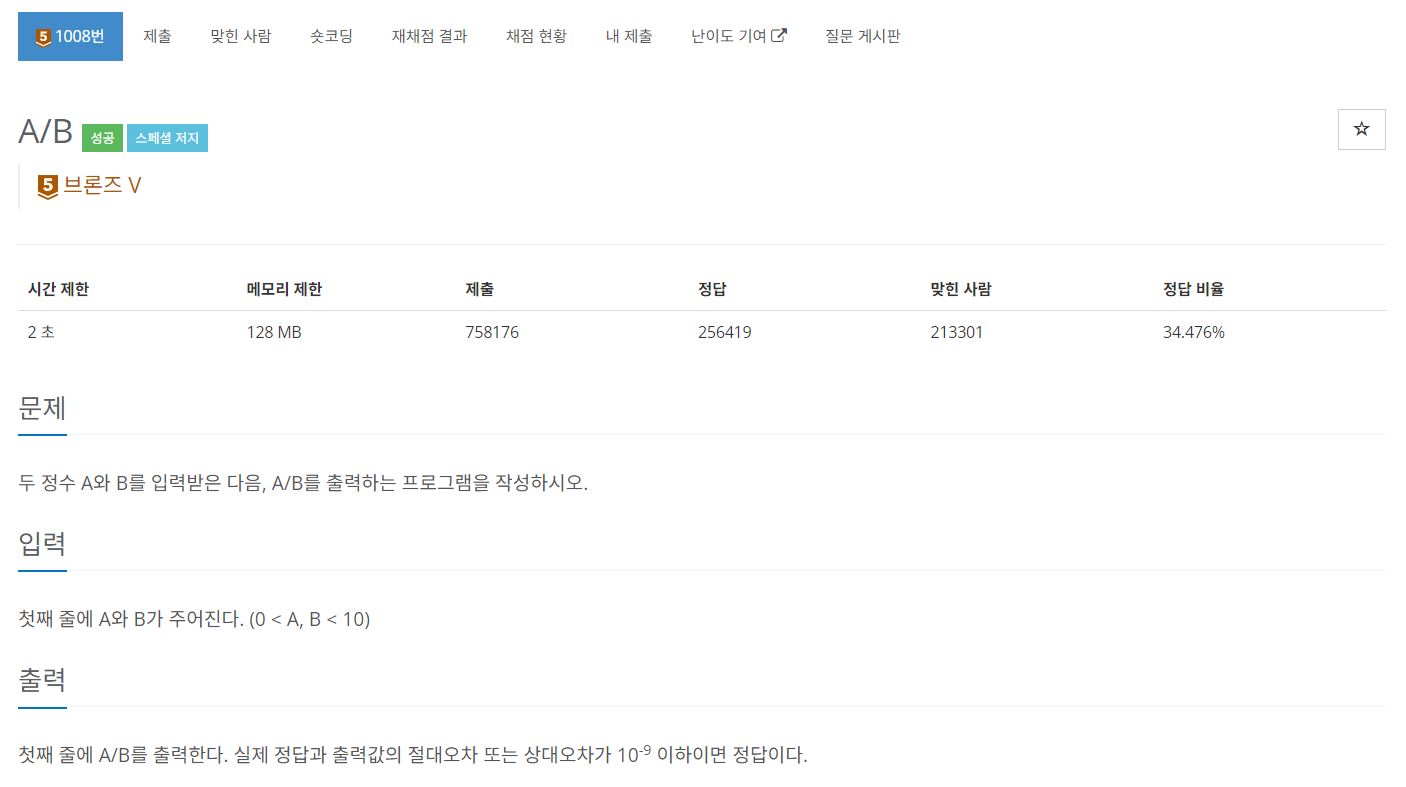 5 1008번 제출 맞힌 사람 숏코딩 재채점 결과 채점 현황 내 제출 난이도 기여 질문 게시판
A/B 성공 스페셜 저지
5 브론즈 V
시간 제한 메모리 제한 제출 정답 맞힌 사람 정답 비율
2 초 128 MB 758176 256419 213301 34.476%
문제
두 정수 A와 B를 입력받은 다음, A/B를 출력하는 프로그램을 작성하시오.
입력
첫째 줄에 A와 B가 주어진다. (0 < A, B < 10)
출력
첫째 줄에 A/B를 출력한다. 실제 정답과 출력값의 절대오차 또는 상대오차가 10⁻⁹ 이하이면 정답이다.